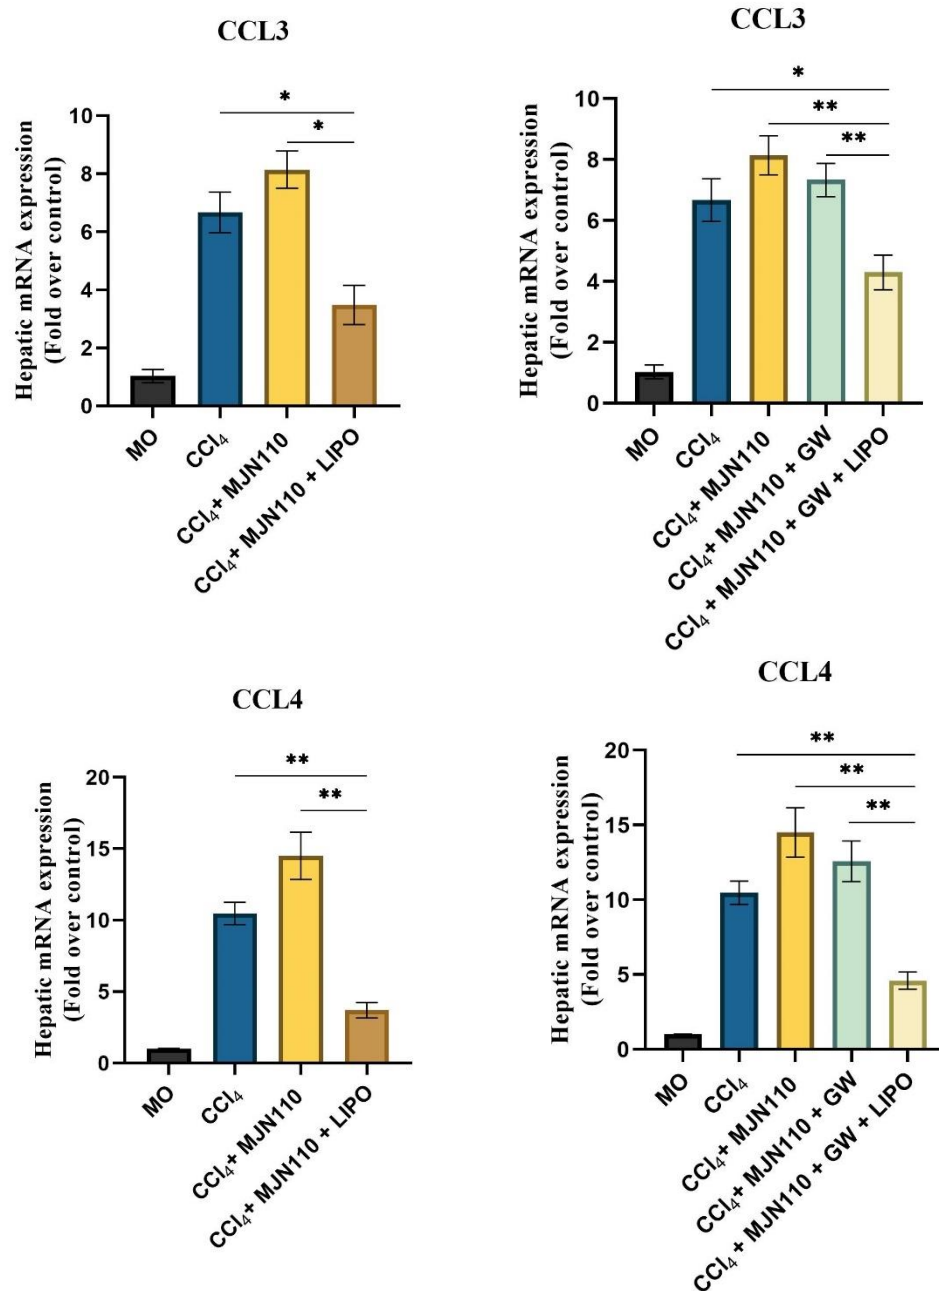 CCL3
Hepatic mRNA expression
(Fold over control)
10
8
6
4
2
0
*
*
MO
CCl₄
CCl₄+ MJN110
CCl₄+ MJN110 + LIPO
CCL3
Hepatic mRNA expression
(Fold over control)
10
8
6
4
2
0
*
**
**
MO
CCl₄
CCl₄+ MJN110
CCl₄+ MJN110 + GW
CCl₄ + MJN110 + GW + LIPO
CCL4
Hepatic mRNA expression
(Fold over control)
20
15
10
5
0
**
**
MO
CCl₄
CCl₄+ MJN110
CCl₄+ MJN110 + LIPO
CCL4
Hepatic mRNA expression
(Fold over control)
20
15
10
5
0
**
**
**
MO
CCl₄
CCl₄+ MJN110
CCl₄+ MJN110 + GW
CCl₄ + MJN110 + GW + LIPO